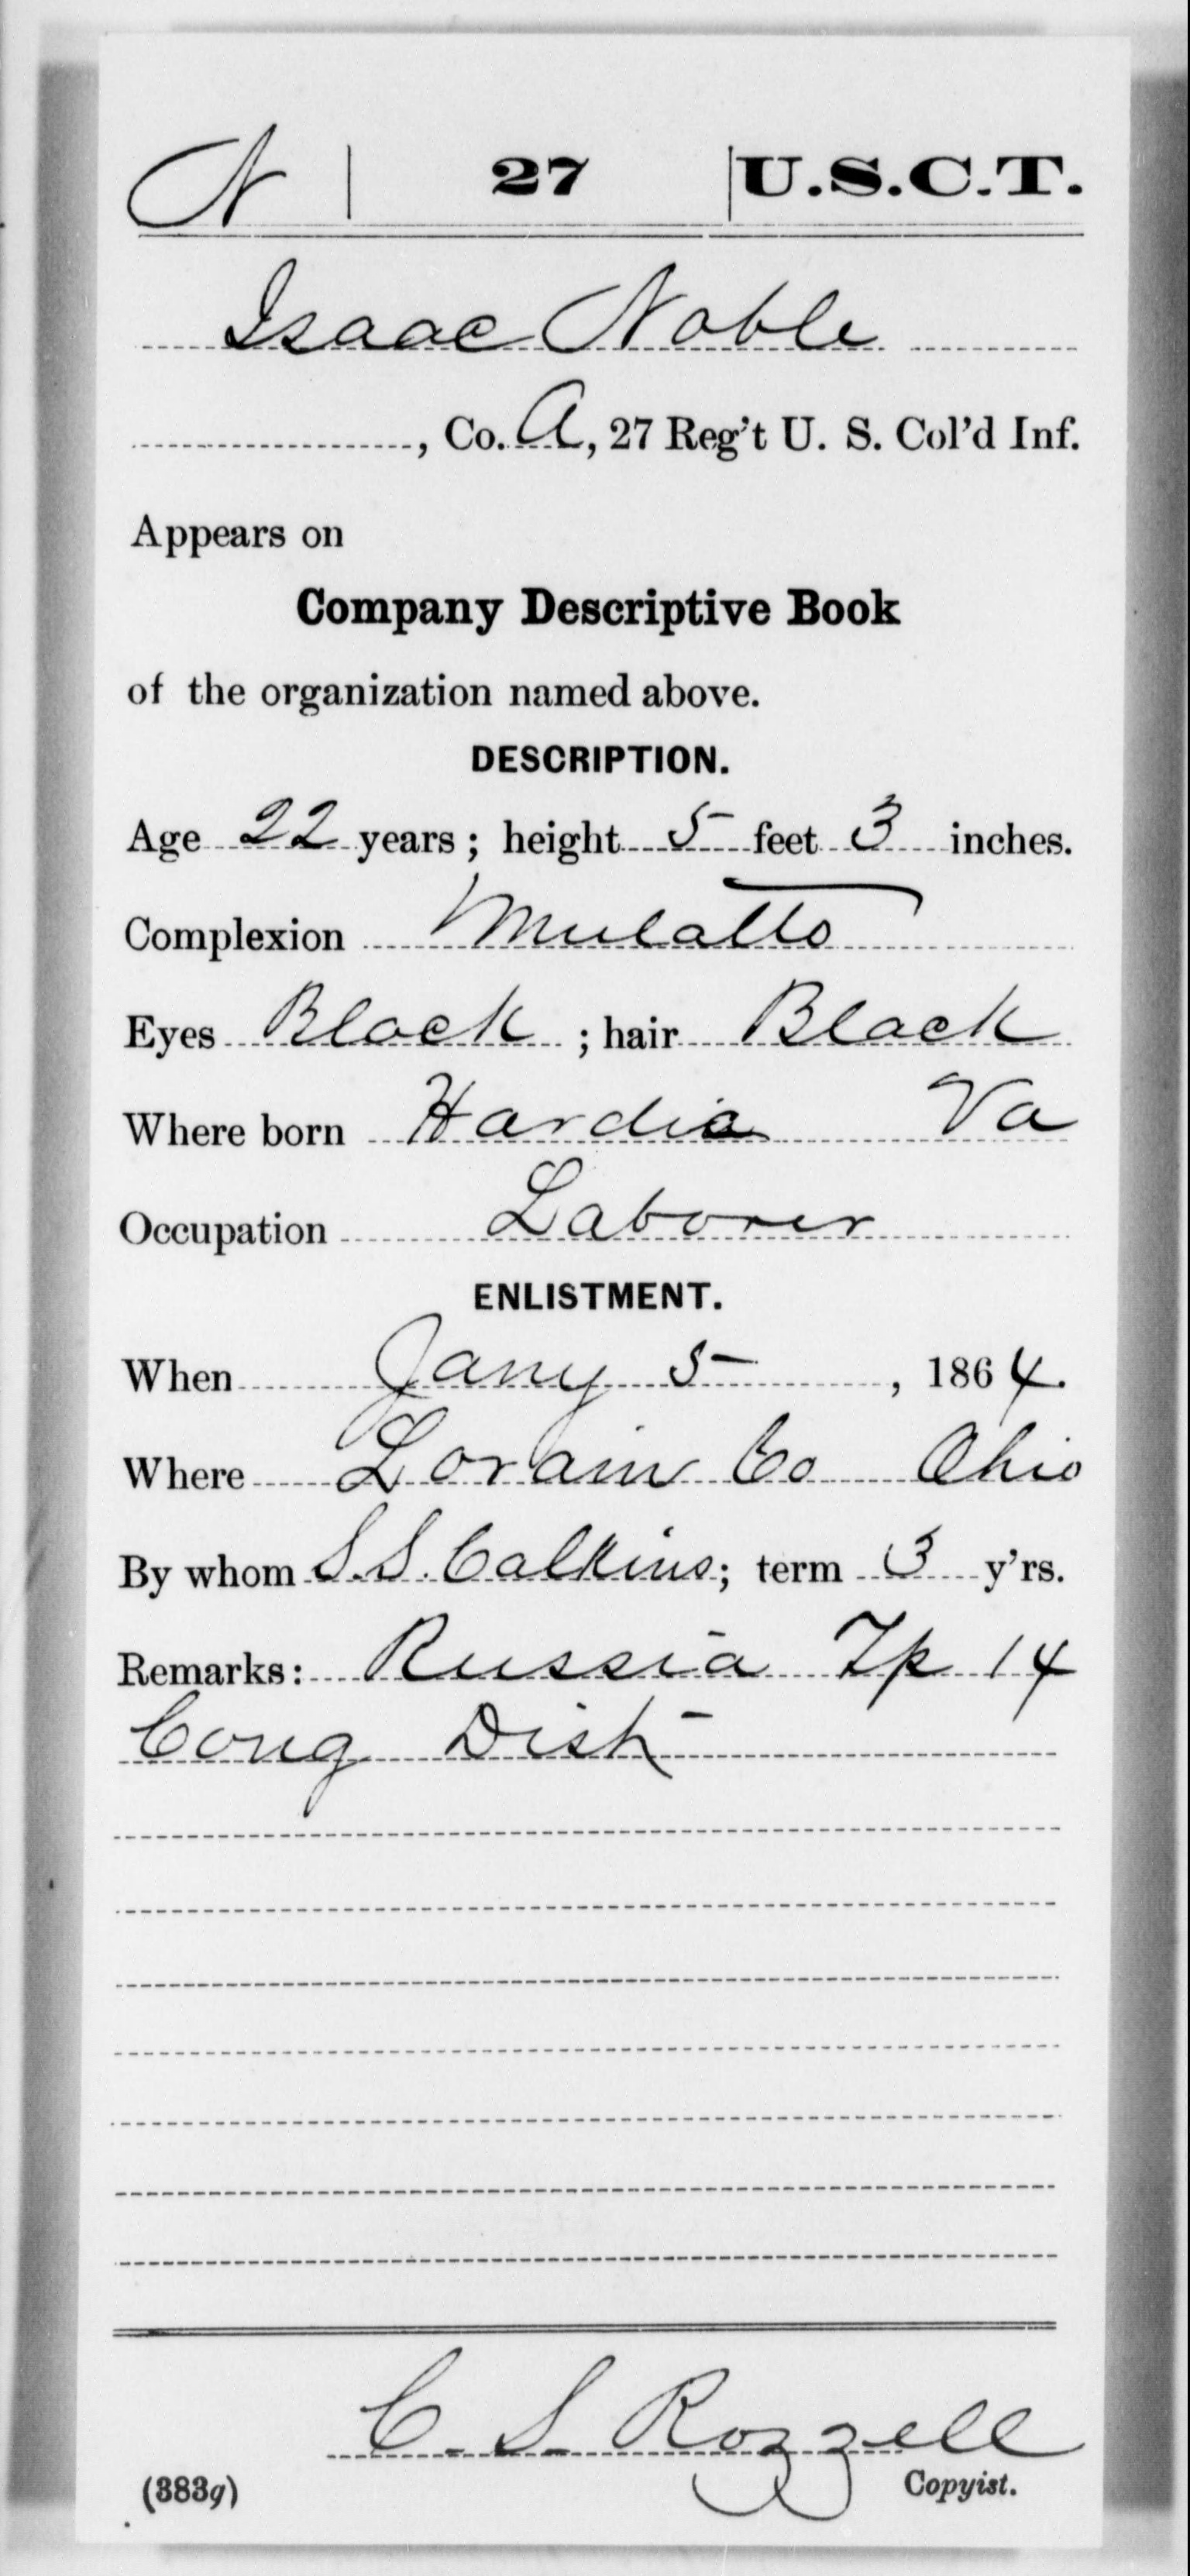 N | 27 | U.S.C.T.
Isaac Noble
, Co. A, 27 Reg't U. S. Col'd Inf.
Appears on
Company Descriptive Book
of the organization named above.
DESCRIPTION.
Age 22 years; height 5 feet 3 inches.
Complexion Mulatto
Eyes Black; hair Black
Where born Hardia Va
Occupation Laborer
ENLISTMENT.
When Jany 5, 1864.
Where Lorain Co Ohio
By whom S. S. Calkins; term 3 y'rs.
Remarks: Russia Tp 14
Cong Dist
C. S. Rozzell
Copyist.
(383g)